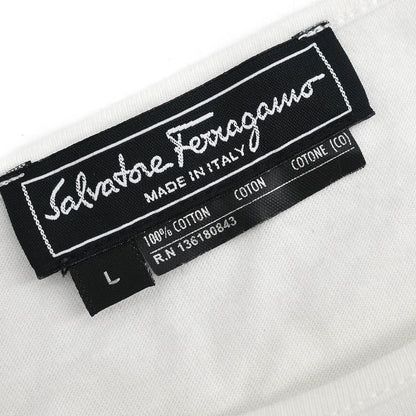 Salvatore Ferragamo
MADE IN ITALY
L
100% COTTON COTON COTONE (CO)
R.N 136180843